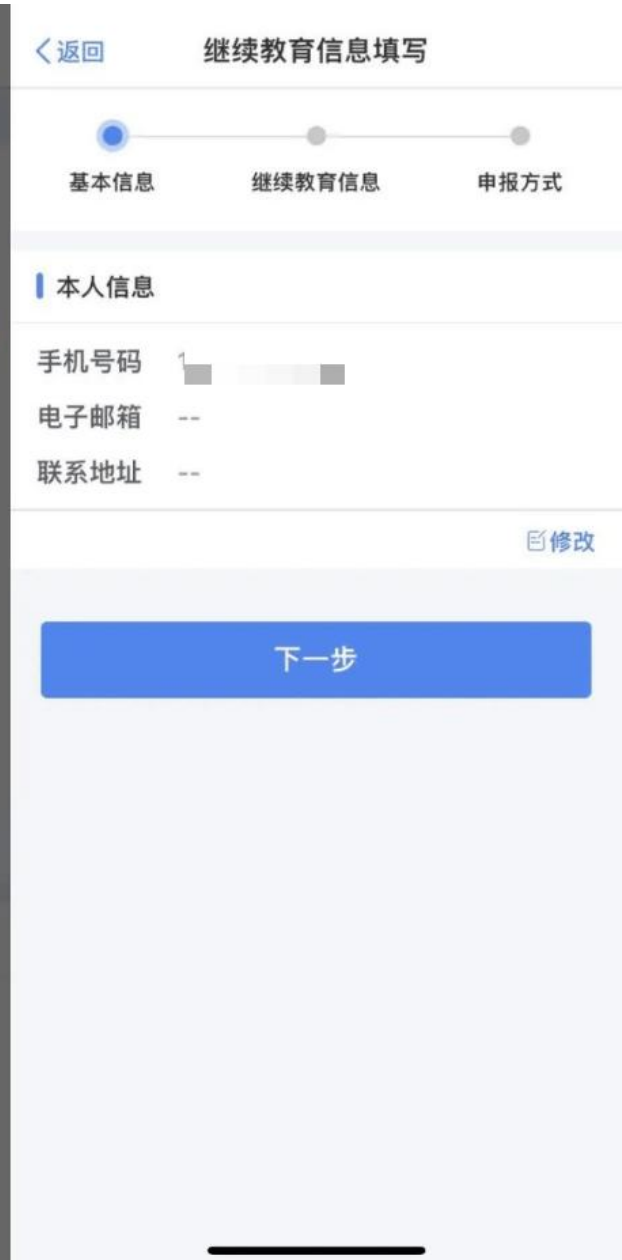 返回 继续教育信息填写
基本信息 继续教育信息 申报方式
本人信息
手机号码 1
电子邮箱 --
联系地址 --
修改
下一步